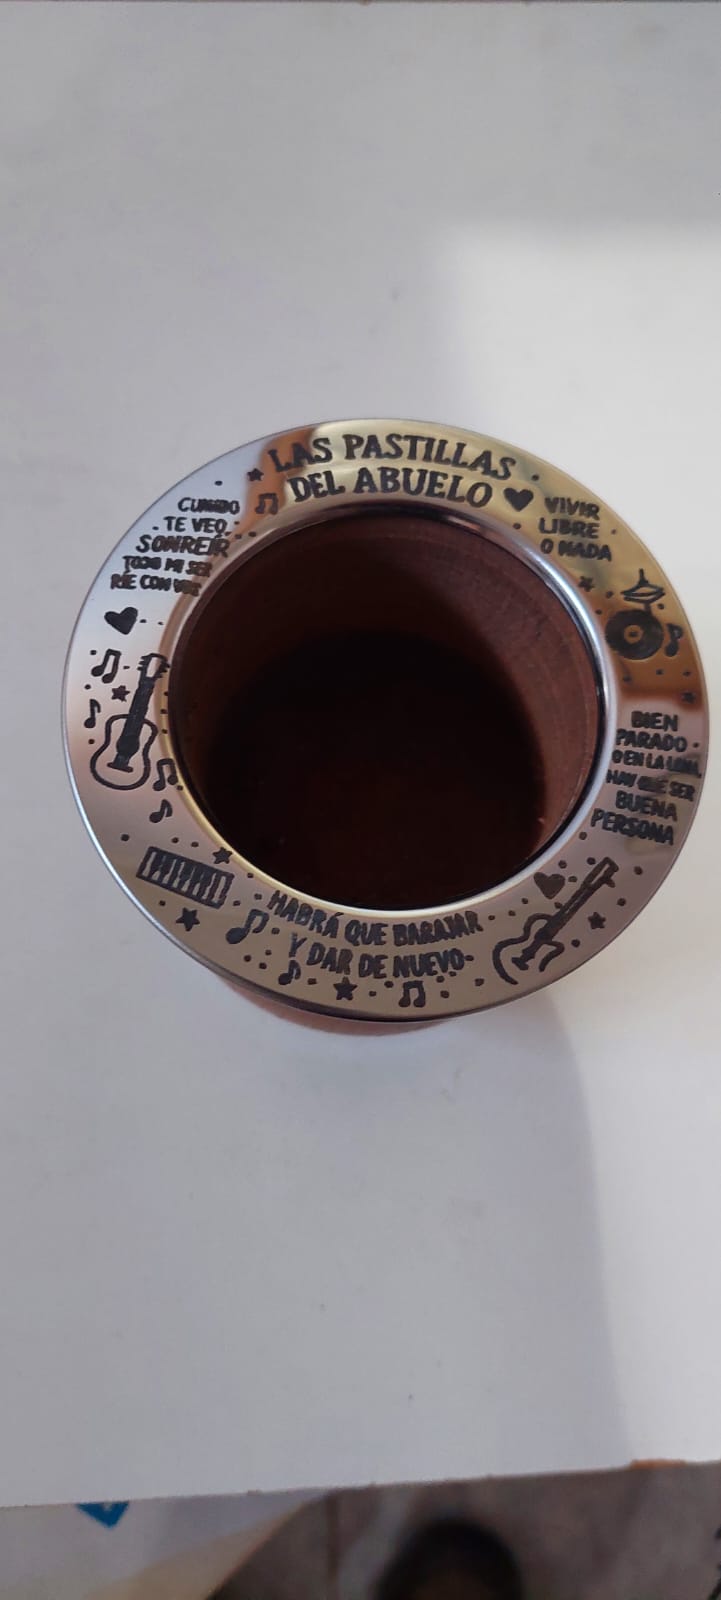 LAS PASTILLAS
DEL ABUELO
VIVIR
LIBRE
O NADA
BIEN
PARADO
O EN LA LONA,
HAY QUE SER
BUENA
PERSONA
HABRÁ QUE BARAJAR
Y DAR DE NUEVO
CUANDO
TE VEO
SONREÍR
TODO MI SER
RÍE CON VOS